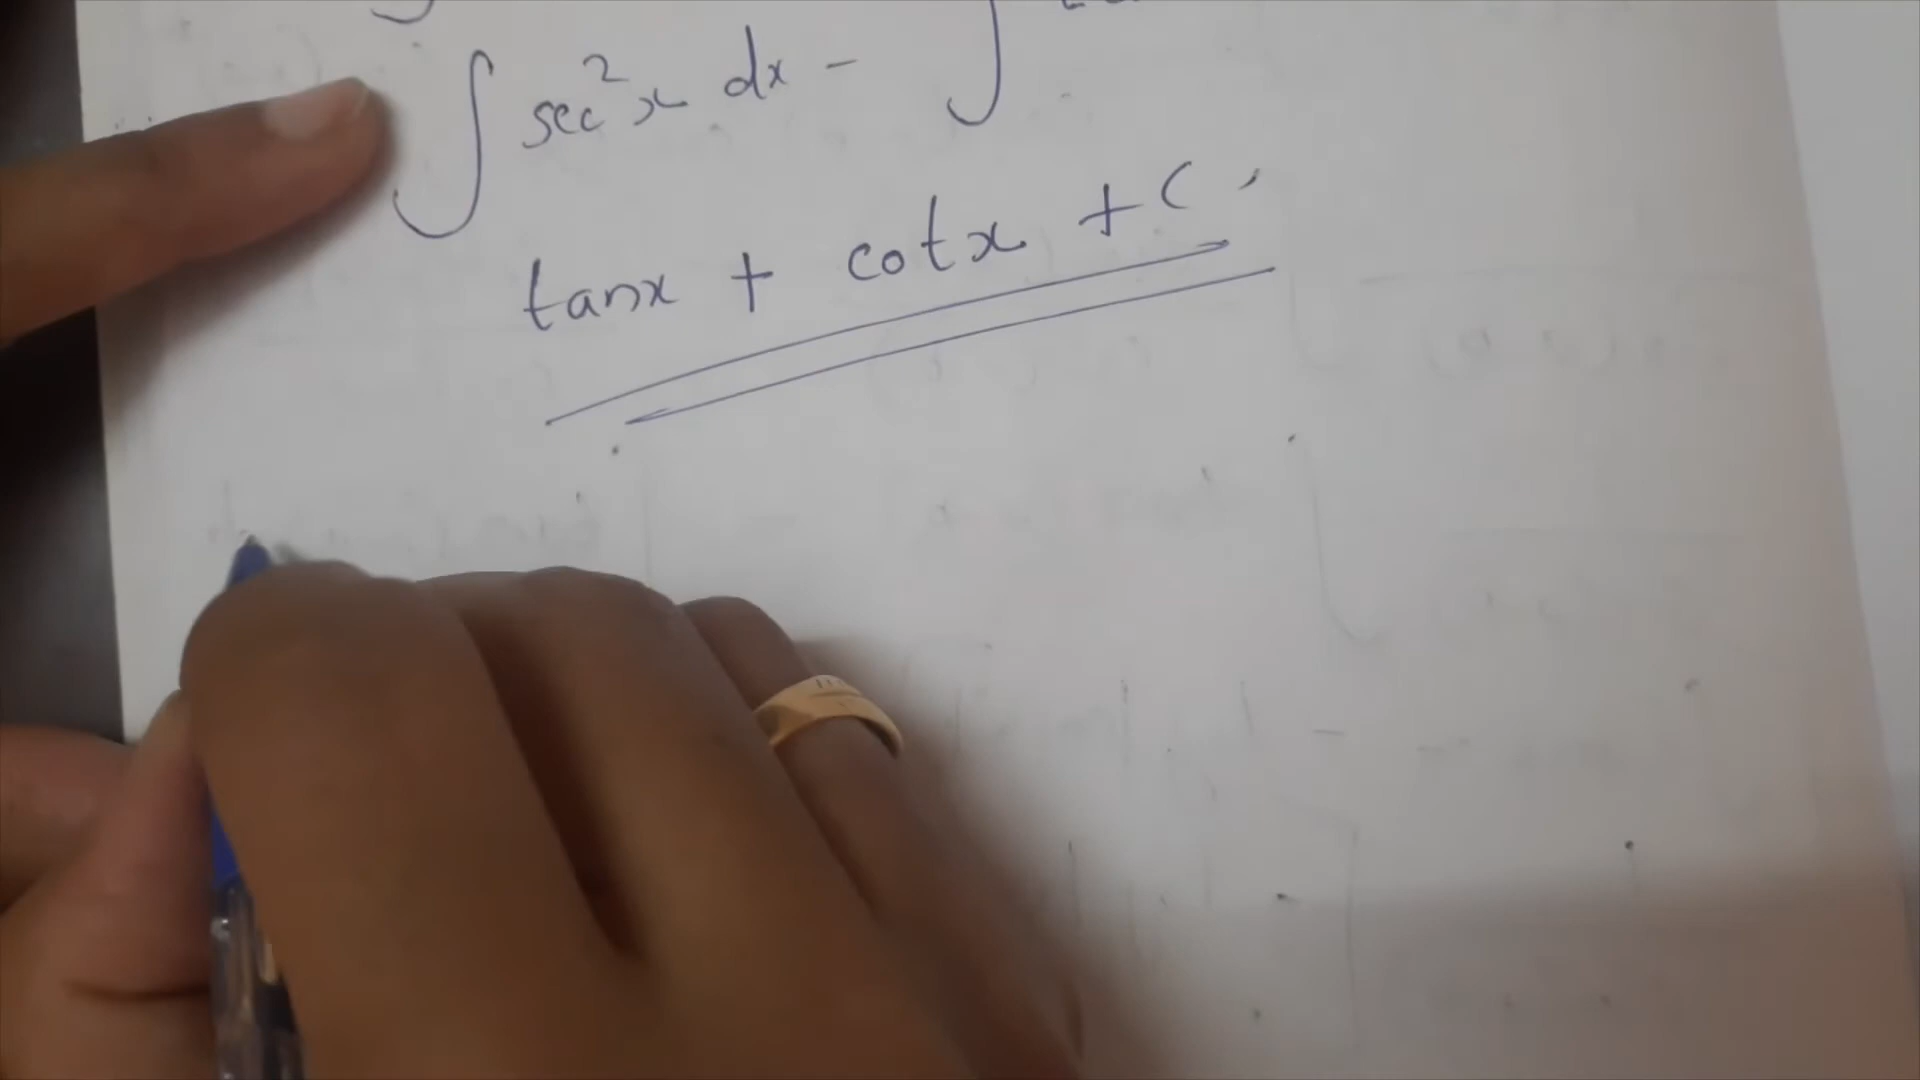 ∫ sec²x dx - ∫
tanx + cotx + C.